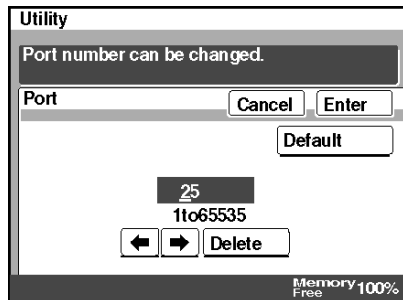 Utility
Port number can be changed.
Port
Cancel Enter
Default
25
1to65535
Delete
Memory
Free 100%